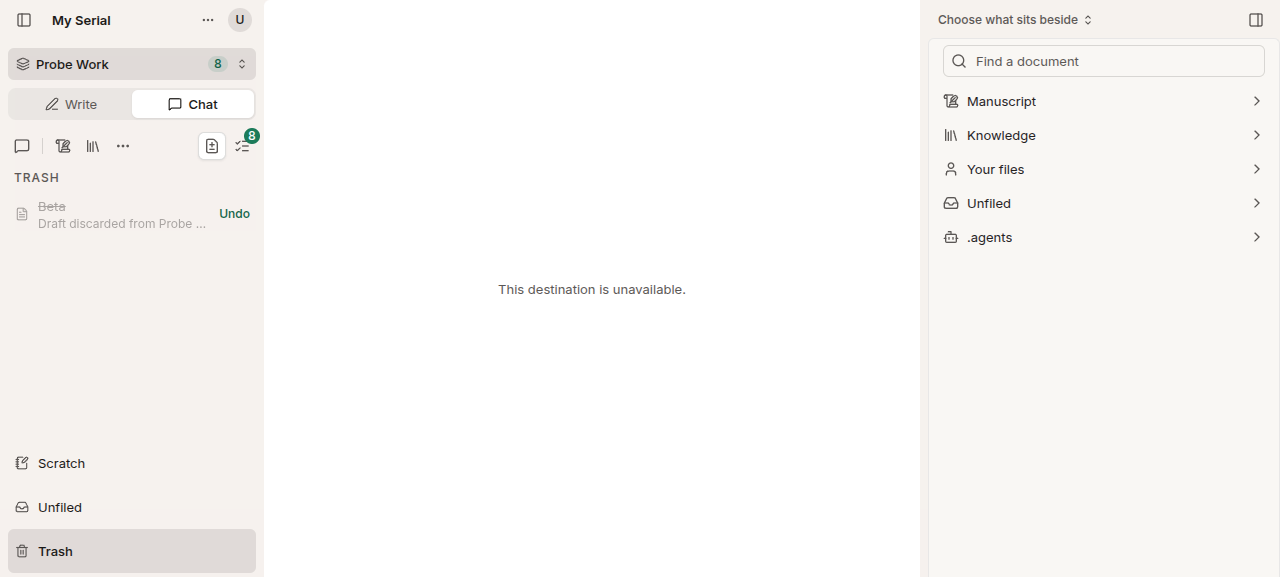 My Serial
U
Probe Work
8
Write
Chat
8
TRASH
Beta
Draft discarded from Probe ...
Undo
Scratch
Unfiled
Trash
This destination is unavailable.
Choose what sits beside
Find a document
Manuscript
Knowledge
Your files
Unfiled
.agents